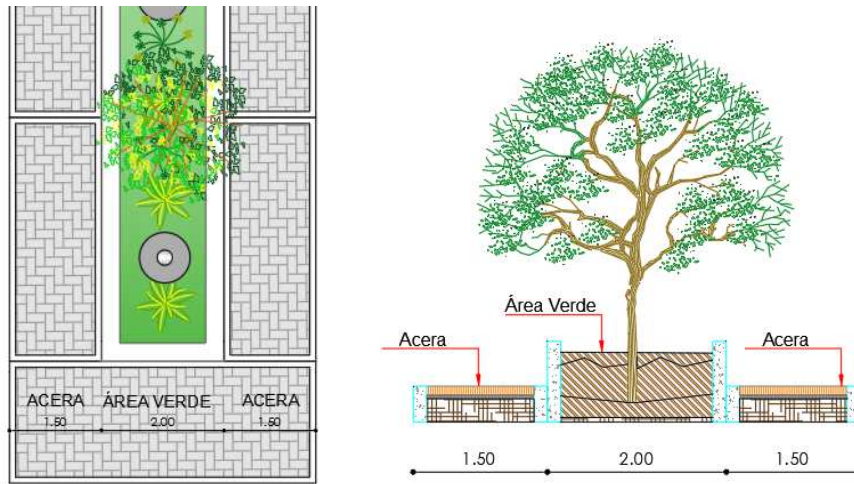 ACERA ÁREA VERDE ACERA
1.50 2.00 1.50
Área Verde
Acera Acera
1.50 2.00 1.50